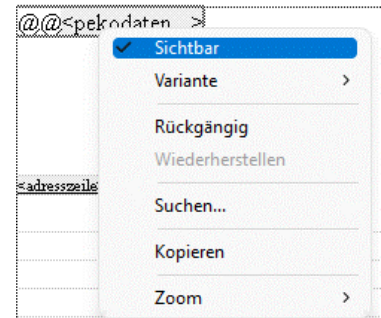 @@<pekodaten >
Sichtbar
Variante
Rückgängig
Wiederherstellen
<adresszeile
Suchen...
Kopieren
Zoom